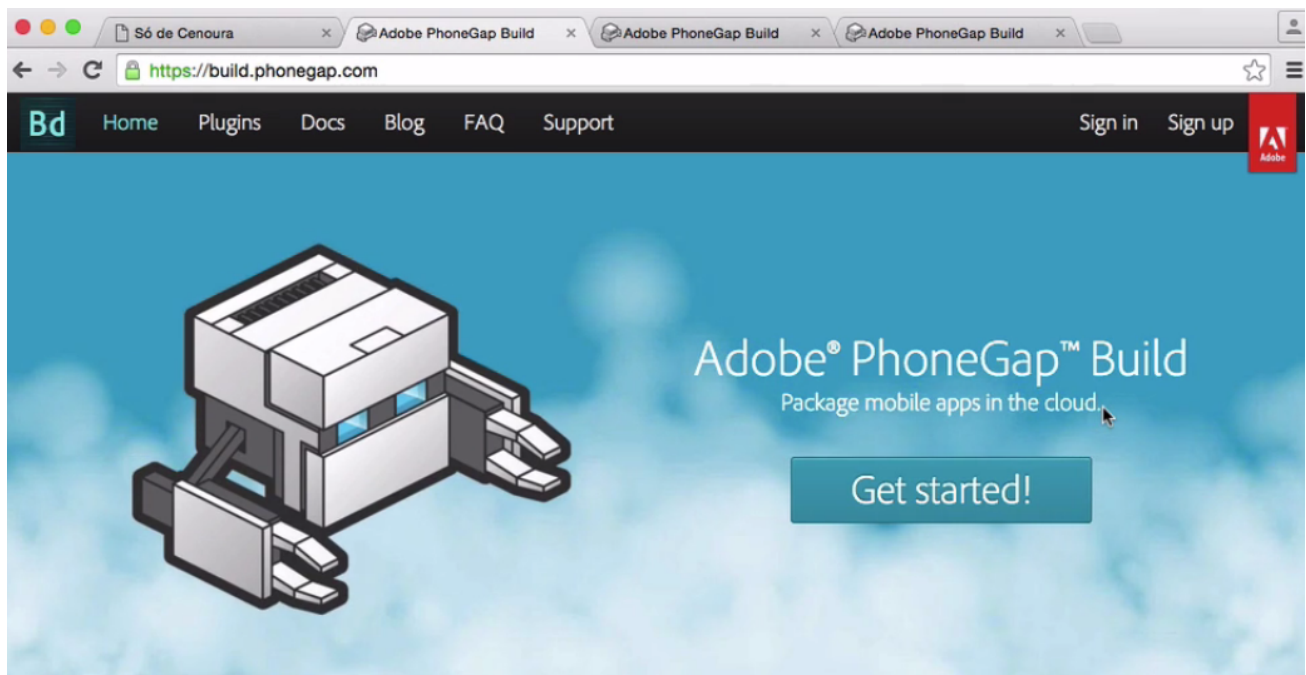 Só de Cenoura Adobe PhoneGap Build Adobe PhoneGap Build Adobe PhoneGap Build
https://build.phonegap.com
Bd Home Plugins Docs Blog FAQ Support Sign in Sign up
Adobe
Adobe® PhoneGap™ Build
Package mobile apps in the cloud.
Get started!